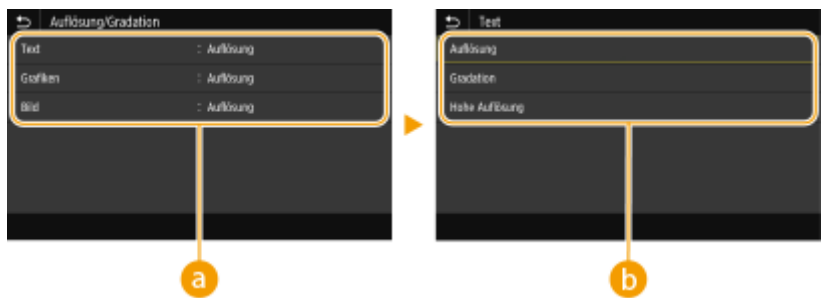 Auflösung/Gradation
Text : Auflösung
Grafiken : Auflösung
Bild : Auflösung
a
Text
Auflösung
Gradation
Hohe Auflösung
b